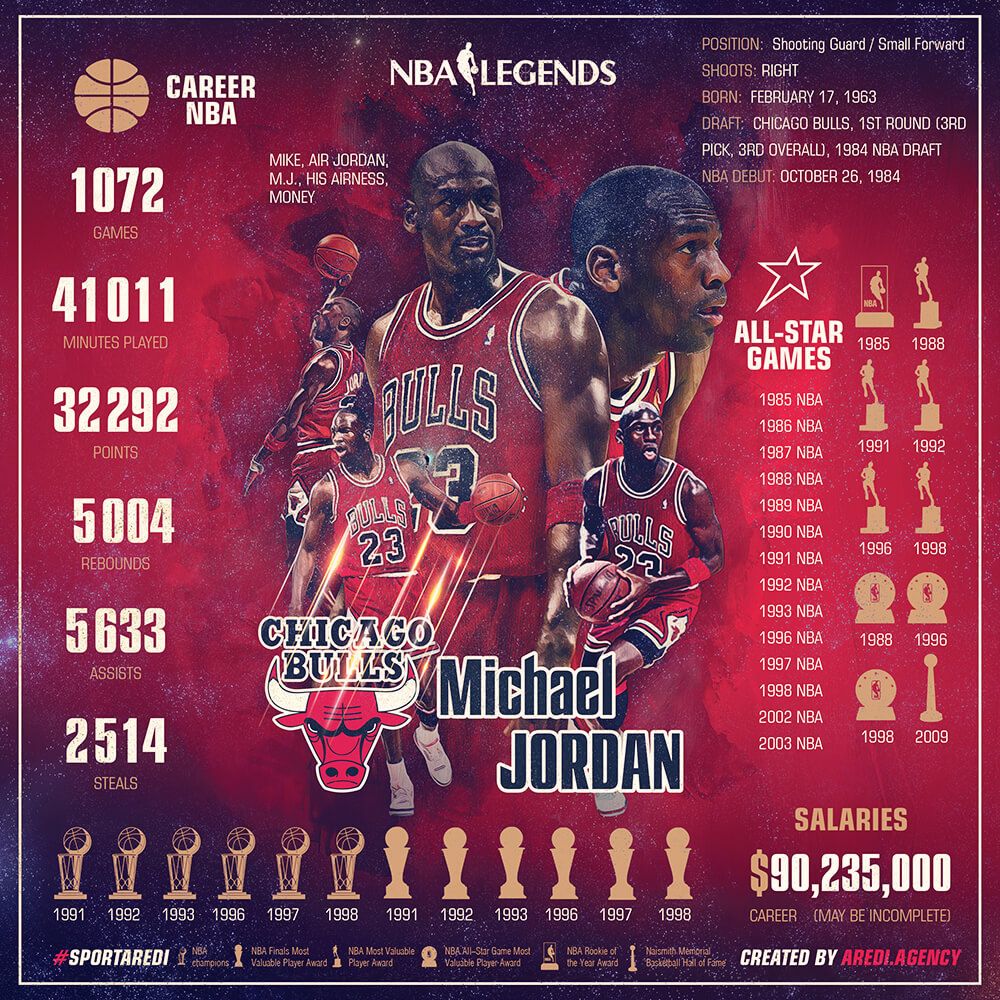 NBA LEGENDS
CAREER
NBA
1072
GAMES
41011
MINUTES PLAYED
32292
POINTS
5004
REBOUNDS
5633
ASSISTS
2514
STEALS
MIKE, AIR JORDAN,
M.J., HIS AIRNESS,
MONEY
POSITION: Shooting Guard / Small Forward
SHOOTS: RIGHT
BORN: FEBRUARY 17, 1963
DRAFT: CHICAGO BULLS, 1ST ROUND (3RD
PICK, 3RD OVERALL), 1984 NBA DRAFT
NBA DEBUT: OCTOBER 26, 1984
BULLS
23
BULLS
23
BULLS
23
CHICAGO
BULLS
Michael
JORDAN
ALL-STAR
GAMES
1985 NBA
1986 NBA
1987 NBA
1988 NBA
1989 NBA
1990 NBA
1991 NBA
1992 NBA
1993 NBA
1996 NBA
1997 NBA
1998 NBA
2002 NBA
2003 NBA
NBA
1985 1988
1991 1992
1996 1998
1988 1996
1998 2009
SALARIES
$90,235,000
CAREER (MAY BE INCOMPLETE)
1991 1992 1993 1996 1997 1998 1991 1992 1993 1996 1997 1998
#SPORTAREDI
NBA
champions
NBA Finals Most
Valuable Player Award
NBA Most Valuable
Player Award
NBA All-Star Game Most
Valuable Player Award
NBA Rookie of
the Year Award
Naismith Memorial
Basketball Hall of Fame
CREATED BY AREDI.AGENCY